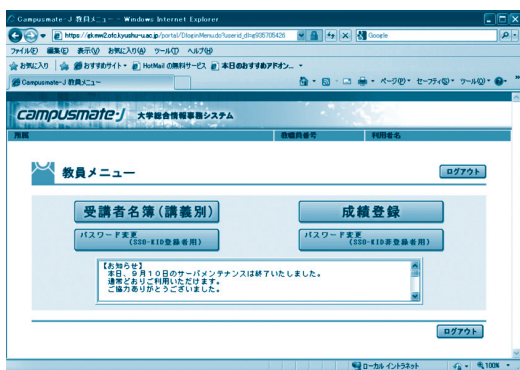 Campusmate-J 教員メニュー - Windows Internet Explorer
Google
ファイル(F) 編集(E) 表示(V) お気に入り(A) ツール(T) ヘルプ(H)
お気に入り おすすめサイト HotMail の無料サービス 本日のおすすめアドオン...
Campusmate-J 教員メニュー ページ(P) セーフティ(S) ツール(O)
campusmate-j 大学総合情報事務システム
所属 教職員番号 利用者名
教員メニュー ログアウト
受講者名簿(講義別) 成績登録
パスワード変更 パスワード変更
(SSO-KID登録者用) (SSO-KID非登録者用)
【お知らせ】
本日、9月10日のサーバメンテナンスは終了いたしました。
通常どおりご利用いただけます。
ご協力ありがとうございました。
ログアウト
ローカル イントラネット 100%